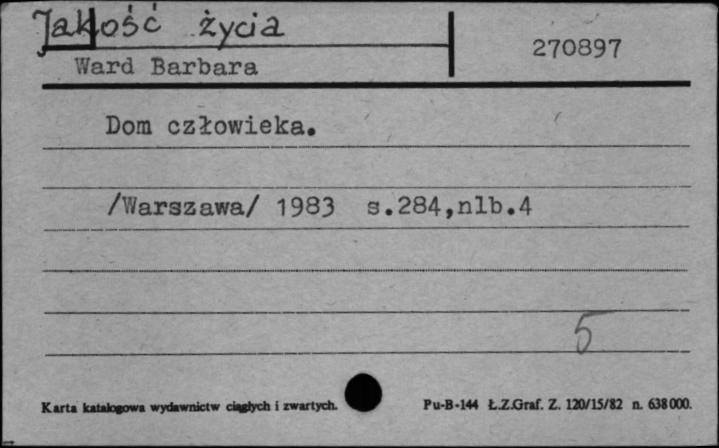 Jakość życia
270897
Ward Barbara
Dom człowieka.
/Warszawa/ 1983 s.284,nlb.4
5
Karta katalogowa wydawnictw ciągłych i zwartych.
Pu-B-144 Ł.Z.Graf. Z. 120/15/82 n. 638000.